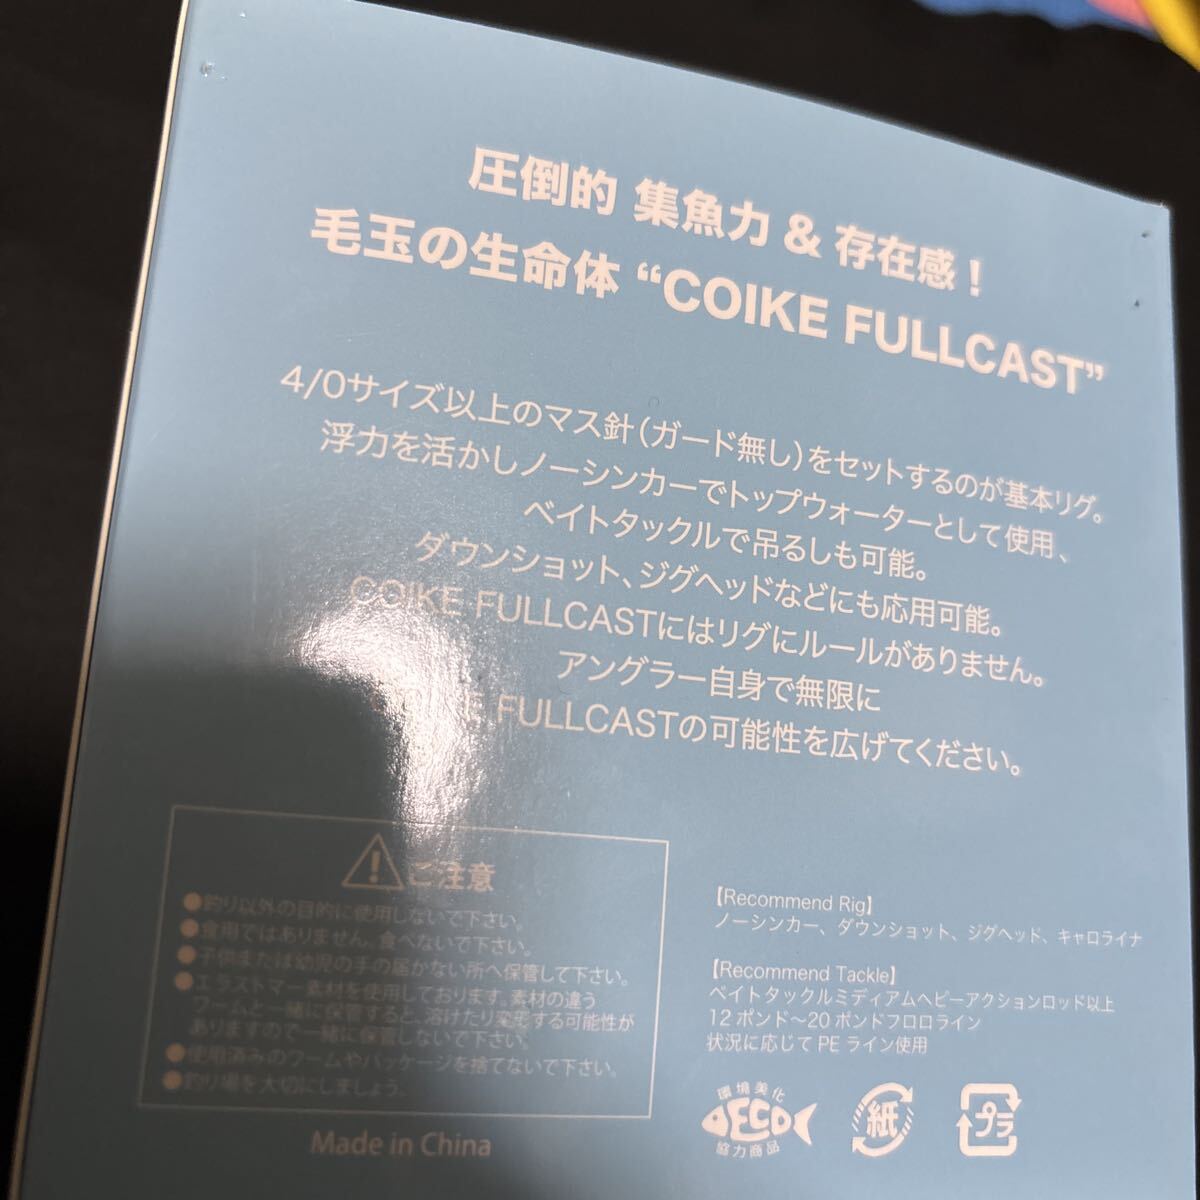 圧倒的 集魚力 & 存在感！
毛玉の生命体 “COIKE FULLCAST”
4/0サイズ以上のマス針（ガード無し）をセットするのが基本リグ。
浮力を活かしノーシンカーでトップウォーターとして使用、
ベイトタックルで吊るしも可能。
ダウンショット、ジグヘッドなどにも応用可能。
COIKE FULLCASTにはリグにルールがありません。
アングラー自身で無限に
COIKE FULLCASTの可能性を広げてください。
ご注意
●釣り以外の目的に使用しないで下さい。
●食用ではありません。食べないで下さい。
●子供または幼児の手の届かない所へ保管して下さい。
●エラストマー素材を使用しております。素材の違う
ワームと一緒に保管すると、溶けたり変形する可能性が
ありますので一緒に保管しないで下さい。
●使用済みのワームやパッケージを捨てないで下さい。
●釣り場を大切にしましょう。
Made in China
【Recommend Rig】
ノーシンカー、ダウンショット、ジグヘッド、キャロライナ
【Recommend Tackle】
ベイトタックルミディアムヘビーアクションロッド以上
12ポンド〜20ポンドフロロライン
状況に応じてPEライン使用
環境美化
ECO
協力商品
紙
プラ